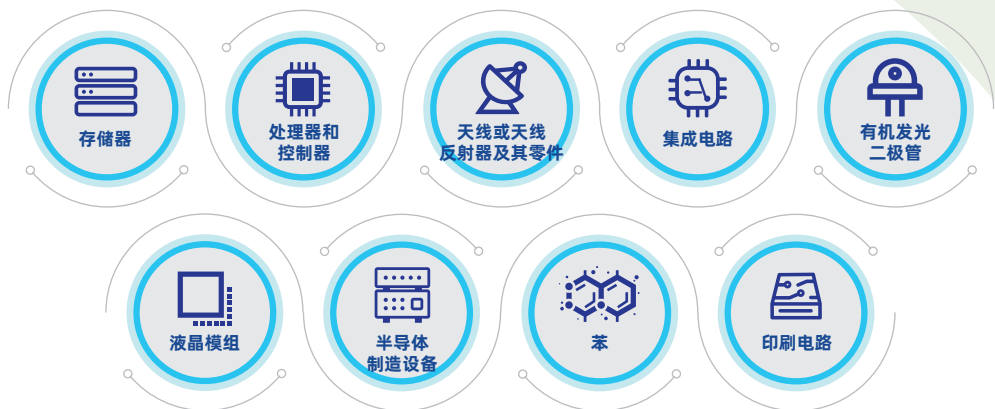 存储器
处理器和
控制器
天线或天线
反射器及其零件
集成电路
有机发光
二极管
液晶模组
半导体
制造设备
苯
印刷电路